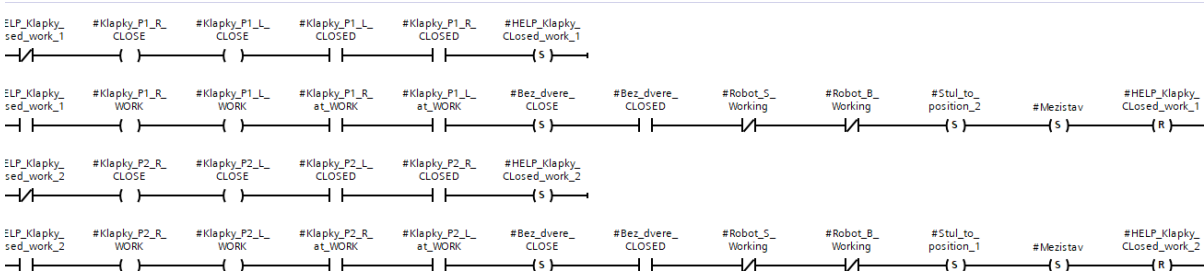 ELP_Klapky_ #Klapky_P1_R_ #Klapky_P1_L_ #Klapky_P1_L_ #Klapky_P1_R_ #HELP_Klapky_
sed_work_1 CLOSE CLOSE CLOSED CLOSED CLosed_work_1
S
ELP_Klapky_ #Klapky_P1_R_ #Klapky_P1_L_ #Klapky_P1_R_ #Klapky_P1_L_ #Bez_dvere_ #Bez_dvere_ #Robot_S_ #Robot_B_ #Stul_to_ #HELP_Klapky_
sed_work_1 WORK WORK at_WORK at_WORK CLOSE CLOSED Working Working position_2 #Mezistav CLosed_work_1
S S S R
ELP_Klapky_ #Klapky_P2_R_ #Klapky_P2_L_ #Klapky_P2_L_ #Klapky_P2_R_ #HELP_Klapky_
sed_work_2 CLOSE CLOSE CLOSED CLOSED CLosed_work_2
S
ELP_Klapky_ #Klapky_P2_R_ #Klapky_P2_L_ #Klapky_P2_R_ #Klapky_P2_L_ #Bez_dvere_ #Bez_dvere_ #Robot_S_ #Robot_B_ #Stul_to_ #HELP_Klapky_
sed_work_2 WORK WORK at_WORK at_WORK CLOSE CLOSED Working Working position_1 #Mezistav CLosed_work_2
S S S R